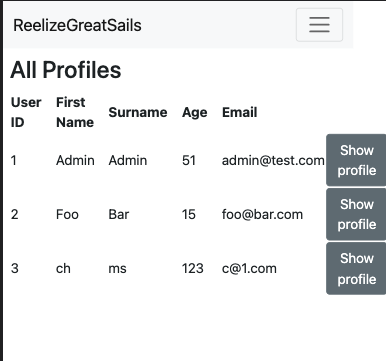 ReelizeGreatSails
All Profiles
User ID First Name Surname Age Email
1 Admin Admin 51 admin@test.com Show profile
2 Foo Bar 15 foo@bar.com Show profile
3 ch ms 123 c@1.com Show profile